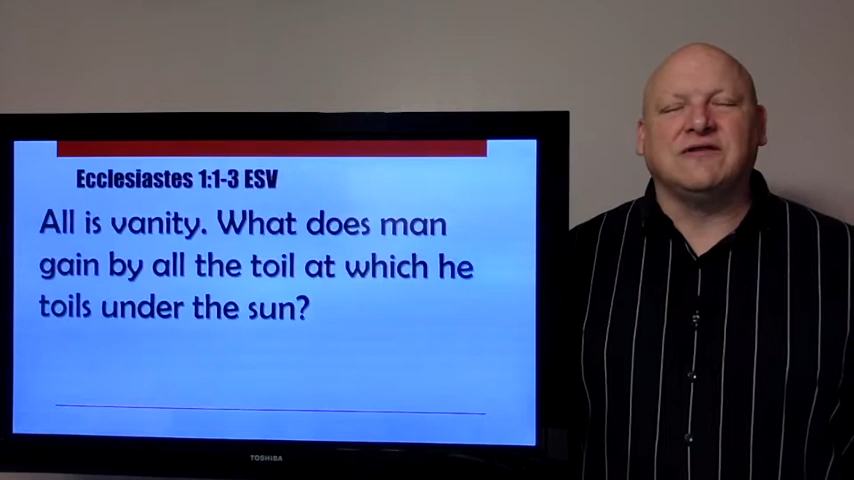 Ecclesiastes 1:1-3 ESV
All is vanity. What does man
gain by all the toil at which he
toils under the sun?
TOSHIBA